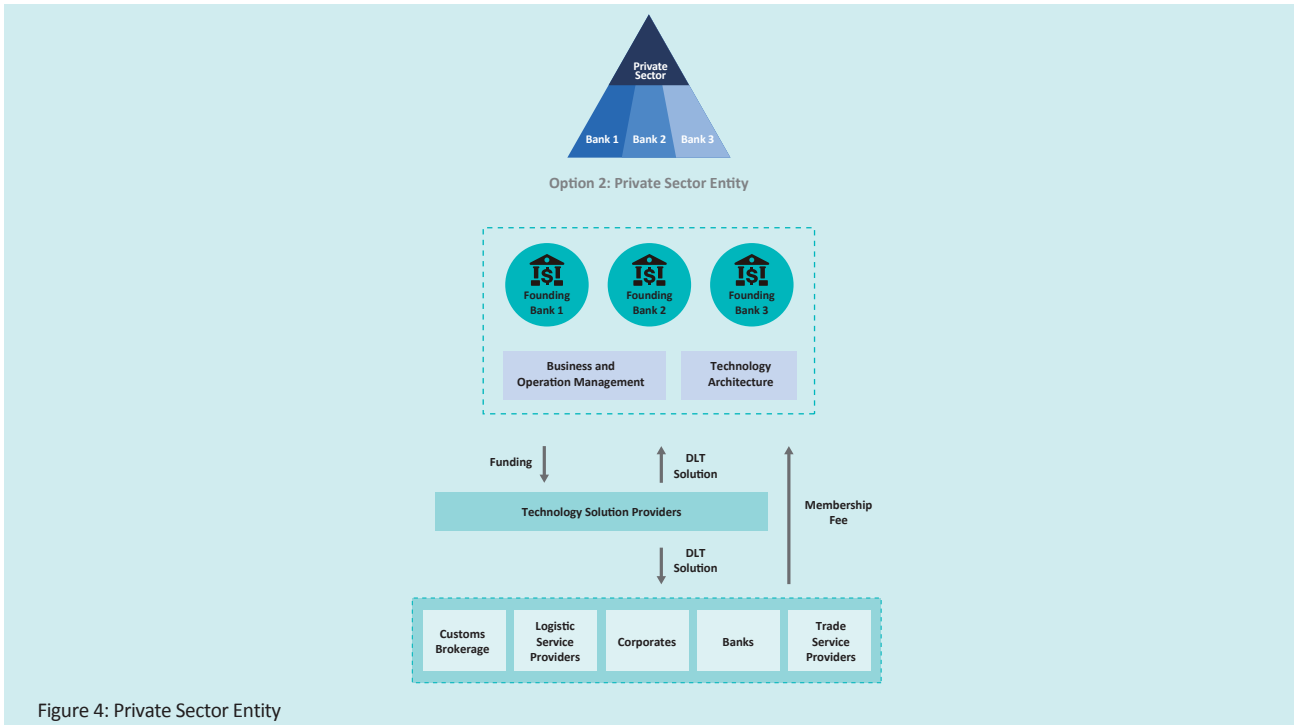 Private
Sector
Bank 1
Bank 2
Bank 3
Option 2: Private Sector Entity
Founding
Bank 1
Founding
Bank 2
Founding
Bank 3
Business and
Operation Management
Technology
Architecture
Funding
DLT
Solution
Technology Solution Providers
Membership
Fee
DLT
Solution
Customs
Brokerage
Logistic
Service
Providers
Corporates
Banks
Trade
Service
Providers
Figure 4: Private Sector Entity